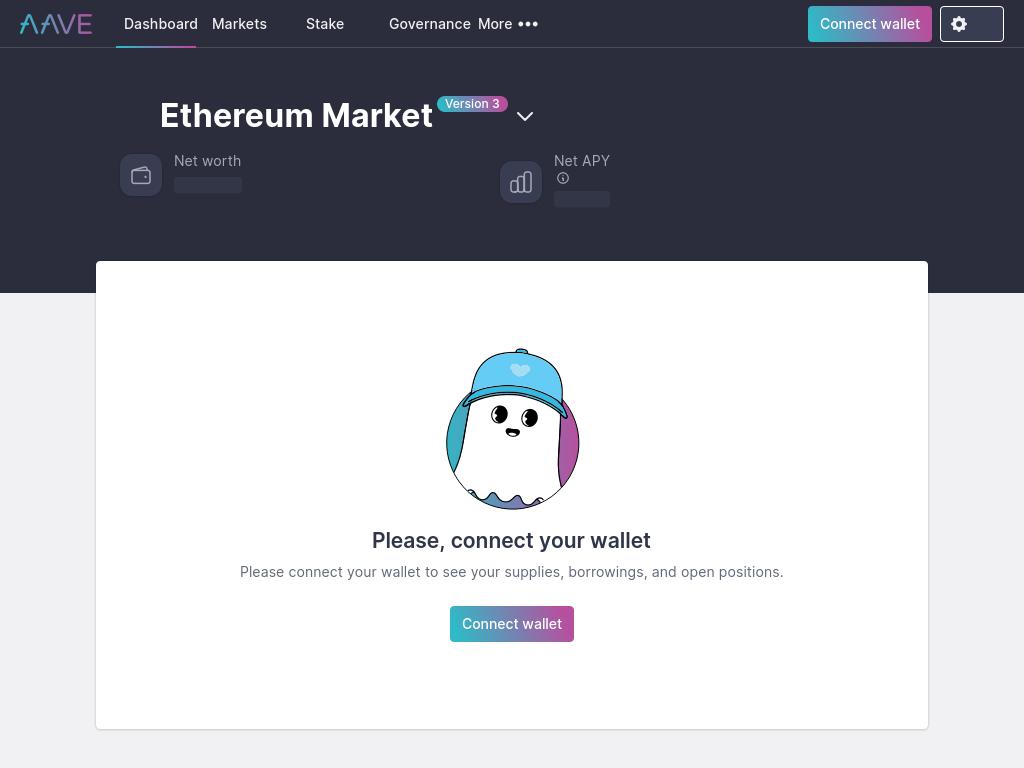 AAVE
Dashboard Markets Stake Governance More
Connect wallet
Ethereum Market Version 3
Net worth
Net APY
Please, connect your wallet
Please connect your wallet to see your supplies, borrowings, and open positions.
Connect wallet